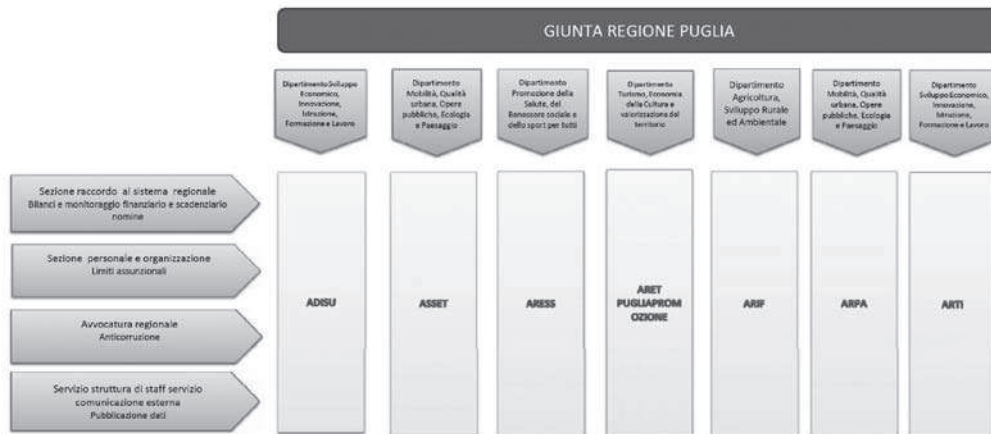 GIUNTA REGIONE PUGLIA
Dipartimento Sviluppo
Economico,
Innovazione,
Istruzione,
Formazione e Lavoro
Dipartimento
Mobilità, Qualità
urbana, Opere
pubbliche, Ecologia
e Paesaggio
Dipartimento
Promozione della
Salute, del
Benessere sociale e
dello sport per tutti
Dipartimento
Turismo, Economia
della Cultura e
valorizzazione del
territorio
Dipartimento
Agricoltura,
Sviluppo Rurale
ed Ambientale
Dipartimento
Mobilità, Qualità
urbana, Opere
pubbliche, Ecologia
e Paesaggio
Dipartimento
Sviluppo Economico,
Innovazione,
Istruzione,
Formazione e Lavoro
Sezione raccordo al sistema regionale
Bilanci e monitoraggio finanziario e scadenziario
nomine
Sezione personale e organizzazione
Limiti assunzionali
Avvocatura regionale
Anticorruzione
Servizio struttura di staff servizio
comunicazione esterna
Pubblicazione dati
ADISU
ASSET
ARESS
ARET
PUGLIAPROM
OZIONE
ARIF
ARPA
ARTI